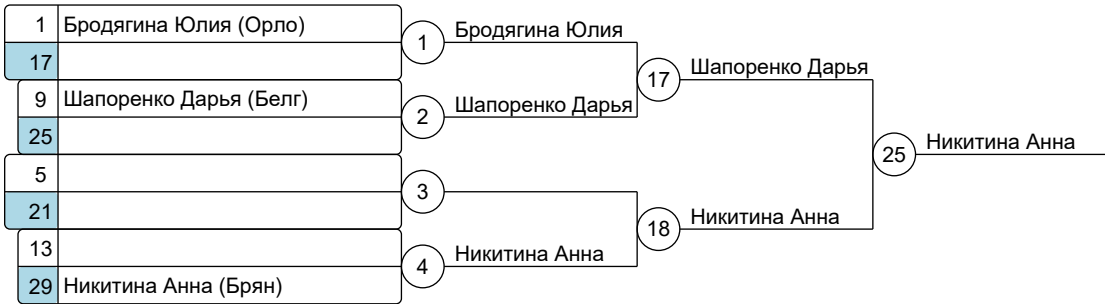 1 Бродягина Юлия (Орло)
17
1 Бродягина Юлия
9 Шапоренко Дарья (Белг)
25
2 Шапоренко Дарья
17 Шапоренко Дарья
5
21
3
13
29 Никитина Анна (Брян)
4 Никитина Анна
18 Никитина Анна
25 Никитина Анна